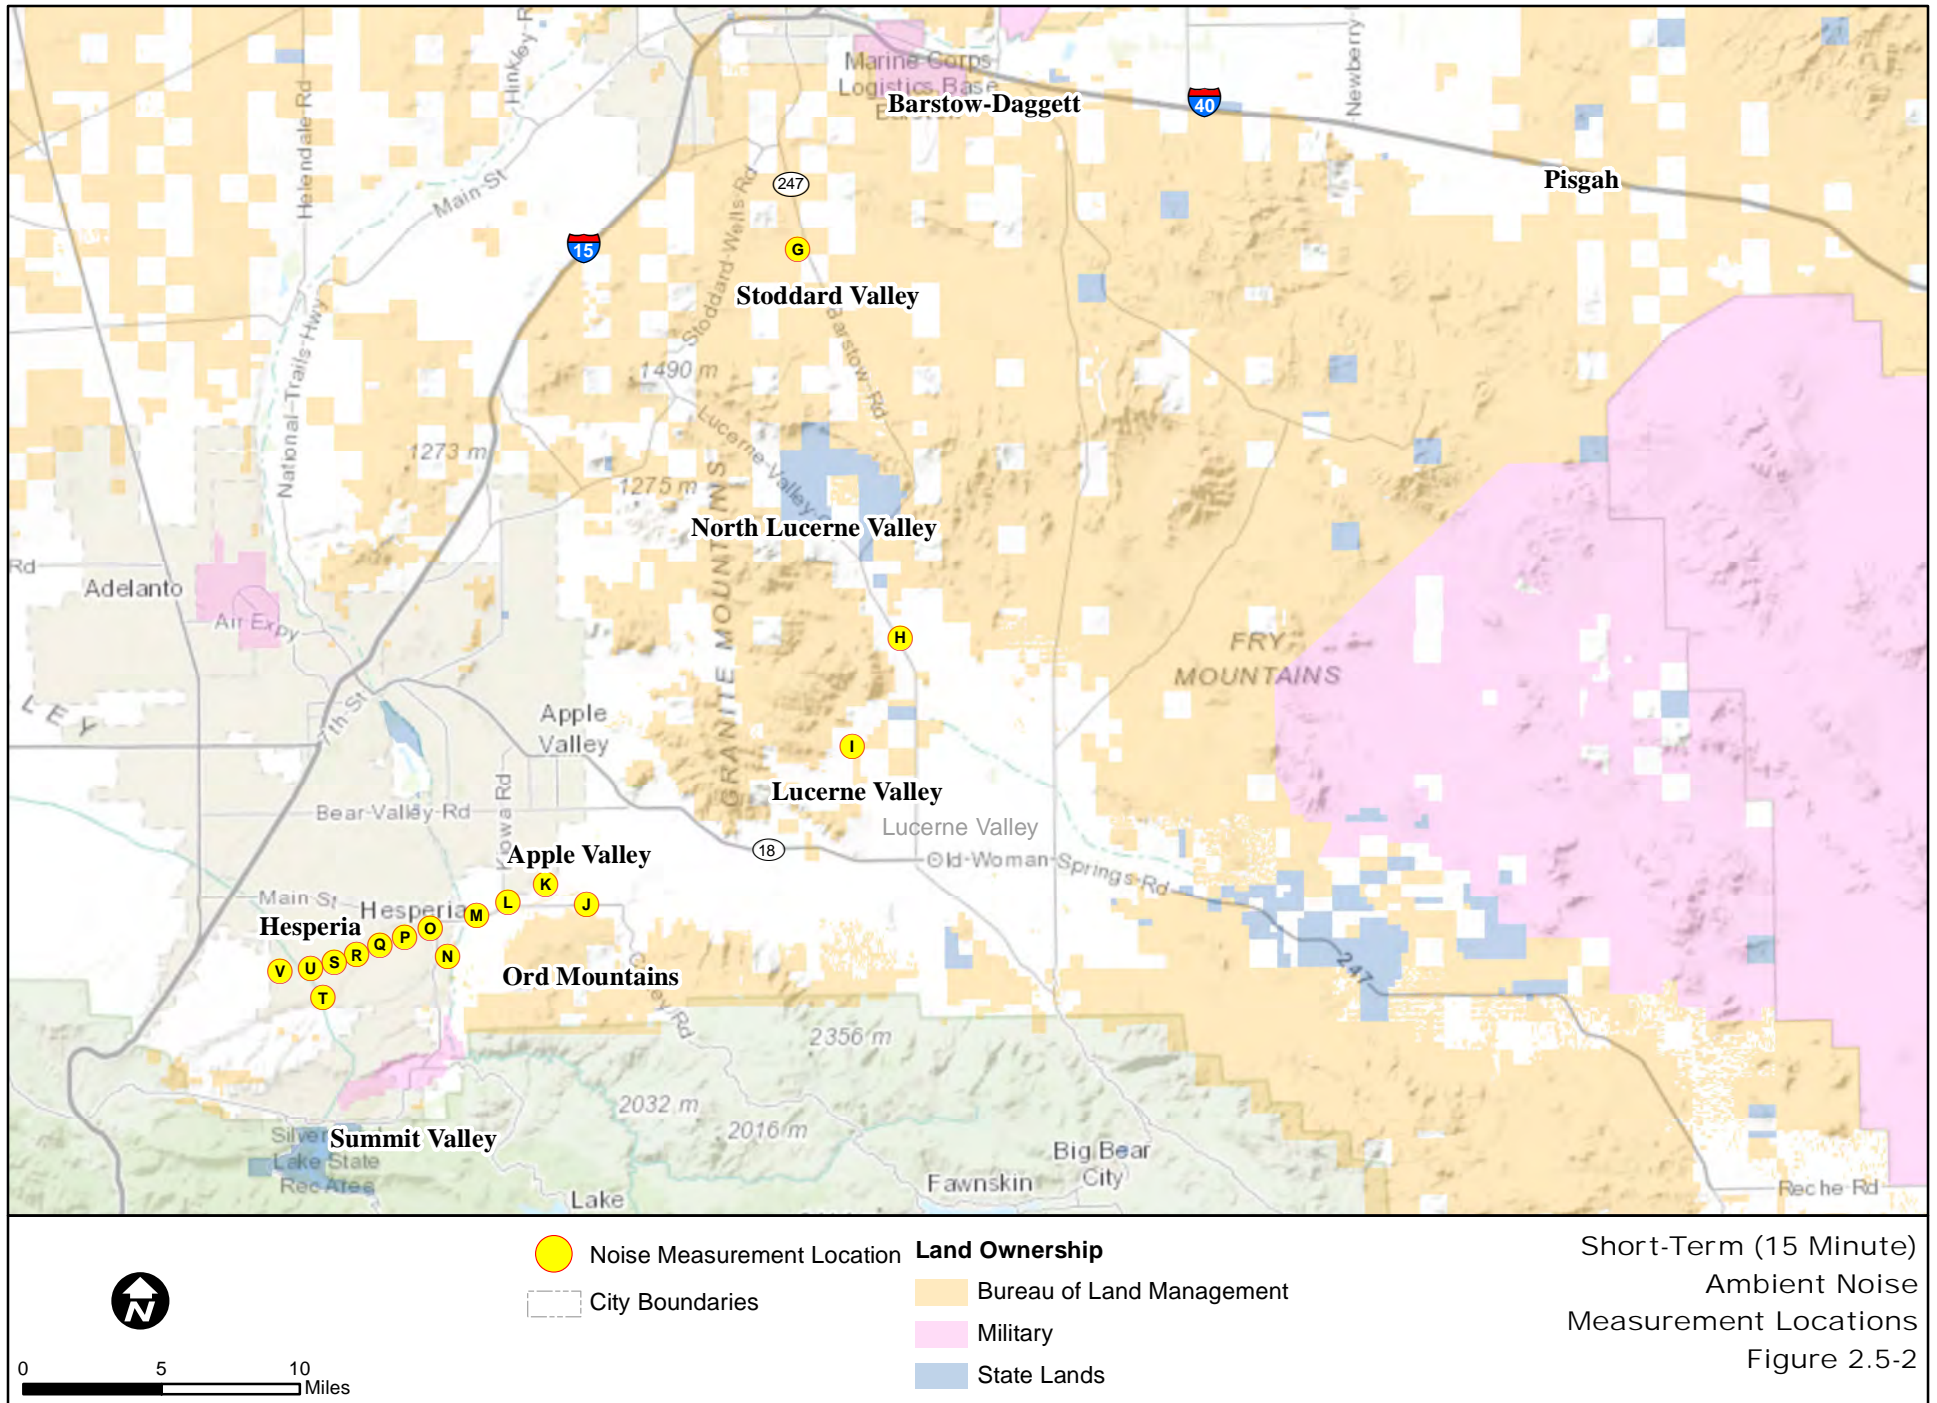 Hinkley R
Helendale Rd
Main St
Marine Corps
Logistics Base
Barstow-Daggett
40
Newberry
Pisgah
247
Stoddard Wells Rd
15
G
Stoddard Valley
National Trails Hwy
Barstow Rd
1490 m
Lucerne Valley
1273 m
1275 m
North Lucerne Valley
GRANITE MOUNTAINS
Rd
Adelanto
Air Expy
H
FRY
MOUNTAINS
LEY
7th St
Apple
Valley
I
Lucerne Valley
Bear Valley Rd
Kiowa Rd
Lucerne Valley
18
Old Woman Springs Rd
Apple Valley
K
L
J
Main St
Hesperia
M
Hesperia
O
P
Q
R
S
U
V
N
T
Ord Mountains
247
2356 m
2032 m
2016 m
Summit Valley
Silver
Lake State
Rec Area
Big Bear
City
Fawnskin
Lake
Reche Rd
Noise Measurement Location
City Boundaries
Land Ownership
Bureau of Land Management
Military
State Lands
Short-Term (15 Minute)
Ambient Noise
Measurement Locations
Figure 2.5-2
N
0 5 10
Miles